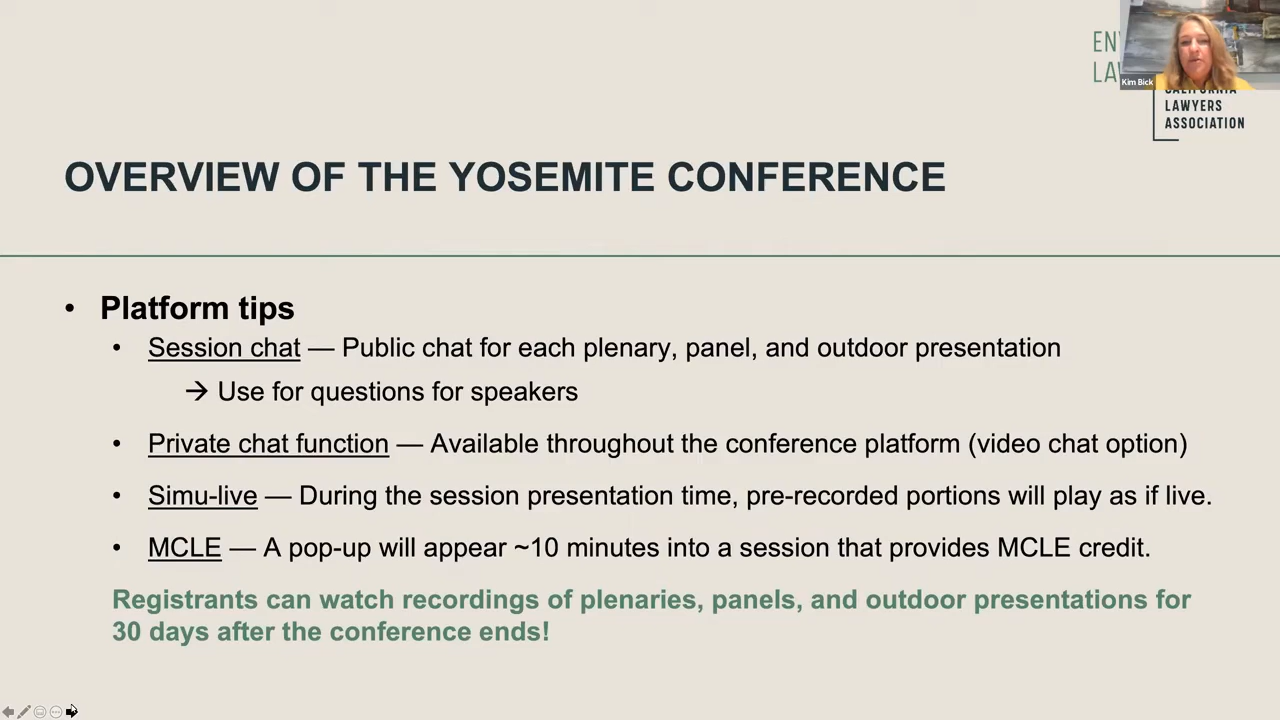 EN
LA
Kim Bick
CALIFORNIA
LAWYERS
ASSOCIATION
OVERVIEW OF THE YOSEMITE CONFERENCE
• Platform tips
• Session chat — Public chat for each plenary, panel, and outdoor presentation
→ Use for questions for speakers
• Private chat function — Available throughout the conference platform (video chat option)
• Simu-live — During the session presentation time, pre-recorded portions will play as if live.
• MCLE — A pop-up will appear ~10 minutes into a session that provides MCLE credit.
Registrants can watch recordings of plenaries, panels, and outdoor presentations for
30 days after the conference ends!